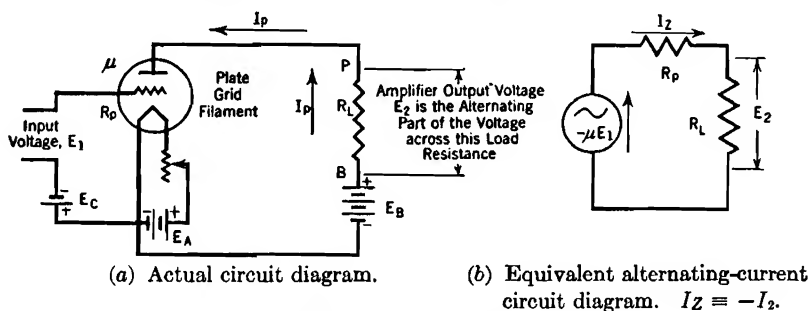 Ip
μ
Plate
Grid
Filament
Rp
Input
Voltage, E1
Ip
P
RL
B
Amplifier Output Voltage
E2 is the Alternating
Part of the Voltage
across this Load
Resistance
- EC
+
- +
EA
+
EB
-
IZ
Rp
-μE1
RL
E2
(a) Actual circuit diagram.
(b) Equivalent alternating-current
circuit diagram. IZ ≡ -I2.